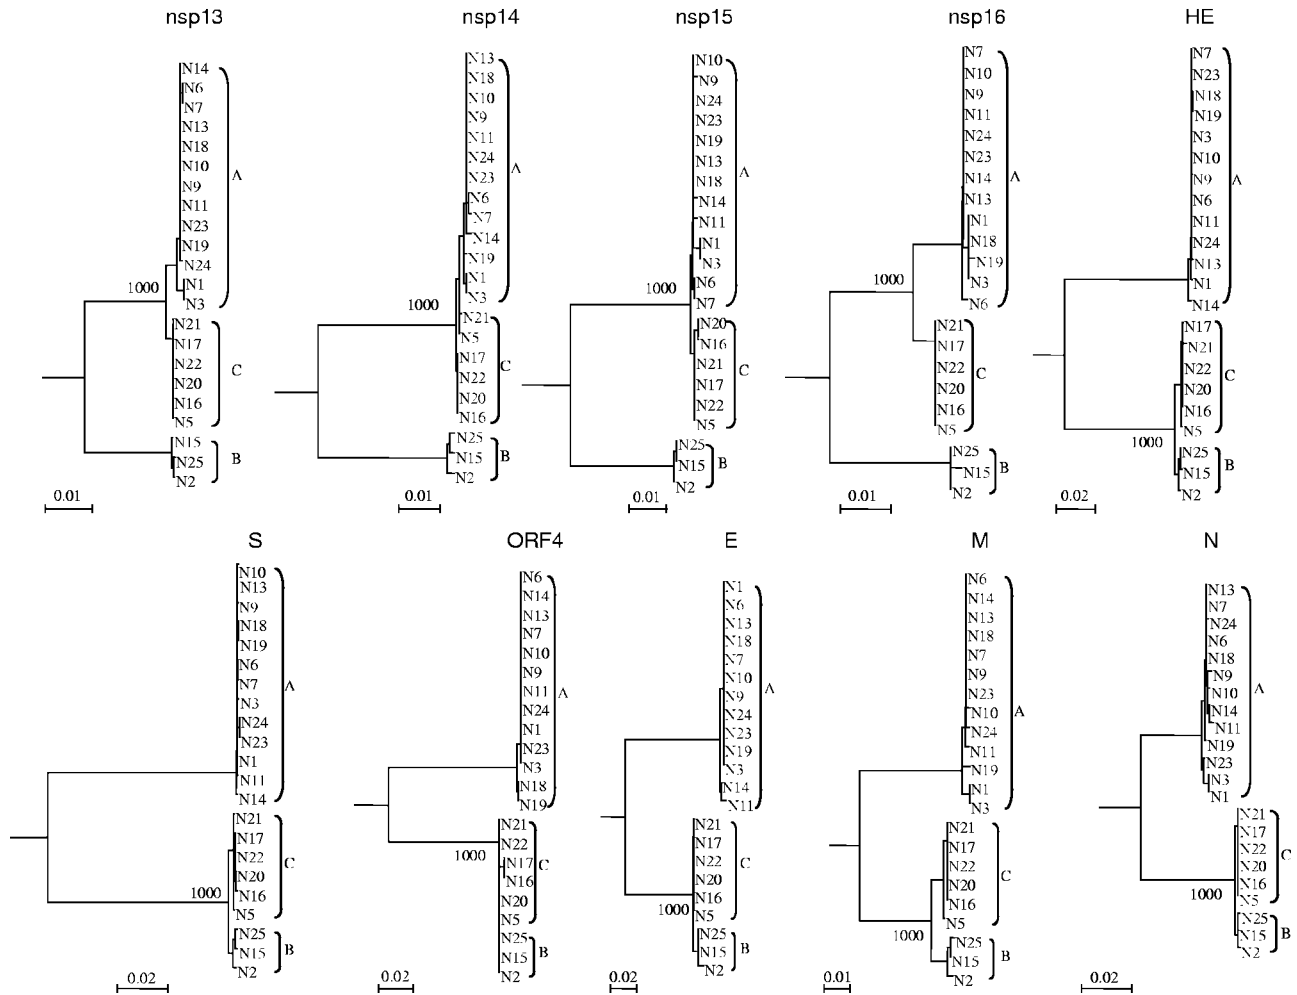 nsp13
N14
N6
N7
N13
N18
N10
N9
N11
N23
N19
N24
N1
N3
A
1000
N21
N17
N22
N20
N16
N5
C
N15
N25
N2
B
0.01
nsp14
N13
N18
N10
N9
N11
N24
N23
N6
N7
N14
N19
N1
N3
A
1000
N21
N5
N17
N22
N20
N16
C
N25
N15
N2
B
0.01
nsp15
N10
N9
N24
N23
N19
N13
N18
N14
N11
N1
N3
N6
N7
A
1000
N20
N16
N21
N17
N22
N5
C
N25
N15
N2
B
0.01
nsp16
N7
N10
N9
N11
N24
N23
N14
N13
N1
N18
N19
N3
N6
A
1000
N21
N17
N22
N20
N16
N5
C
N25
N15
N2
B
0.01
HE
N7
N23
N18
N19
N3
N10
N9
N6
N11
N24
N13
N1
N14
A
N17
N21
N22
N20
N16
N5
C
1000
N25
N15
N2
B
0.02
S
N10
N13
N9
N18
N19
N6
N7
N3
N24
N23
N1
N11
N14
A
N21
N17
N22
N20
N16
N5
C
1000
N25
N15
N2
B
0.02
ORF4
N6
N14
N13
N7
N10
N9
N11
N24
N1
N23
N3
N18
N19
A
N21
N22
N17
N16
N20
N5
C
1000
N25
N15
N2
B
0.02
E
N1
N6
N13
N18
N7
N10
N9
N24
N23
N19
N3
N14
N11
A
N21
N17
N22
N20
N16
N5
C
1000
N25
N15
N2
B
0.02
M
N6
N14
N13
N18
N7
N9
N23
N10
N24
N11
N19
N1
N3
A
N21
N17
N22
N20
N16
N5
C
1000
N25
N15
N2
B
0.01
N
N13
N7
N24
N6
N18
N9
N10
N14
N11
N19
N23
N3
N1
A
N21
N17
N22
N20
N16
N5
C
1000
N25
N15
N2
B
0.02